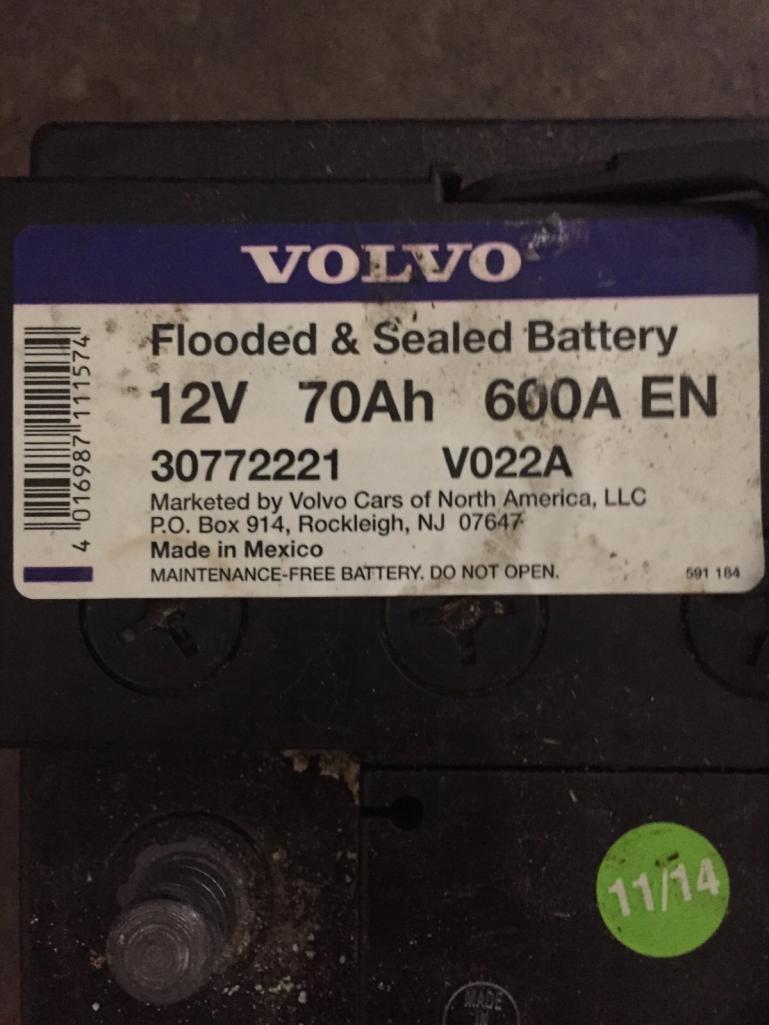 VOLVO
Flooded & Sealed Battery
12V 70Ah 600A EN
30772221 V022A
Marketed by Volvo Cars of North America, LLC
P.O. Box 914, Rockleigh, NJ 07647
Made in Mexico
MAINTENANCE-FREE BATTERY. DO NOT OPEN. 591 184
4 016987 111574
11/14
MADE
IN